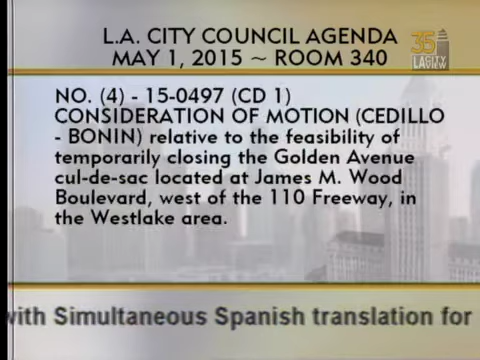 L.A. CITY COUNCIL AGENDA
MAY 1, 2015 ~ ROOM 340
35
LA CITY
VIEW
NO. (4) - 15-0497 (CD 1)
CONSIDERATION OF MOTION (CEDILLO
- BONIN) relative to the feasibility of
temporarily closing the Golden Avenue
cul-de-sac located at James M. Wood
Boulevard, west of the 110 Freeway, in
the Westlake area.
with Simultaneous Spanish translation for